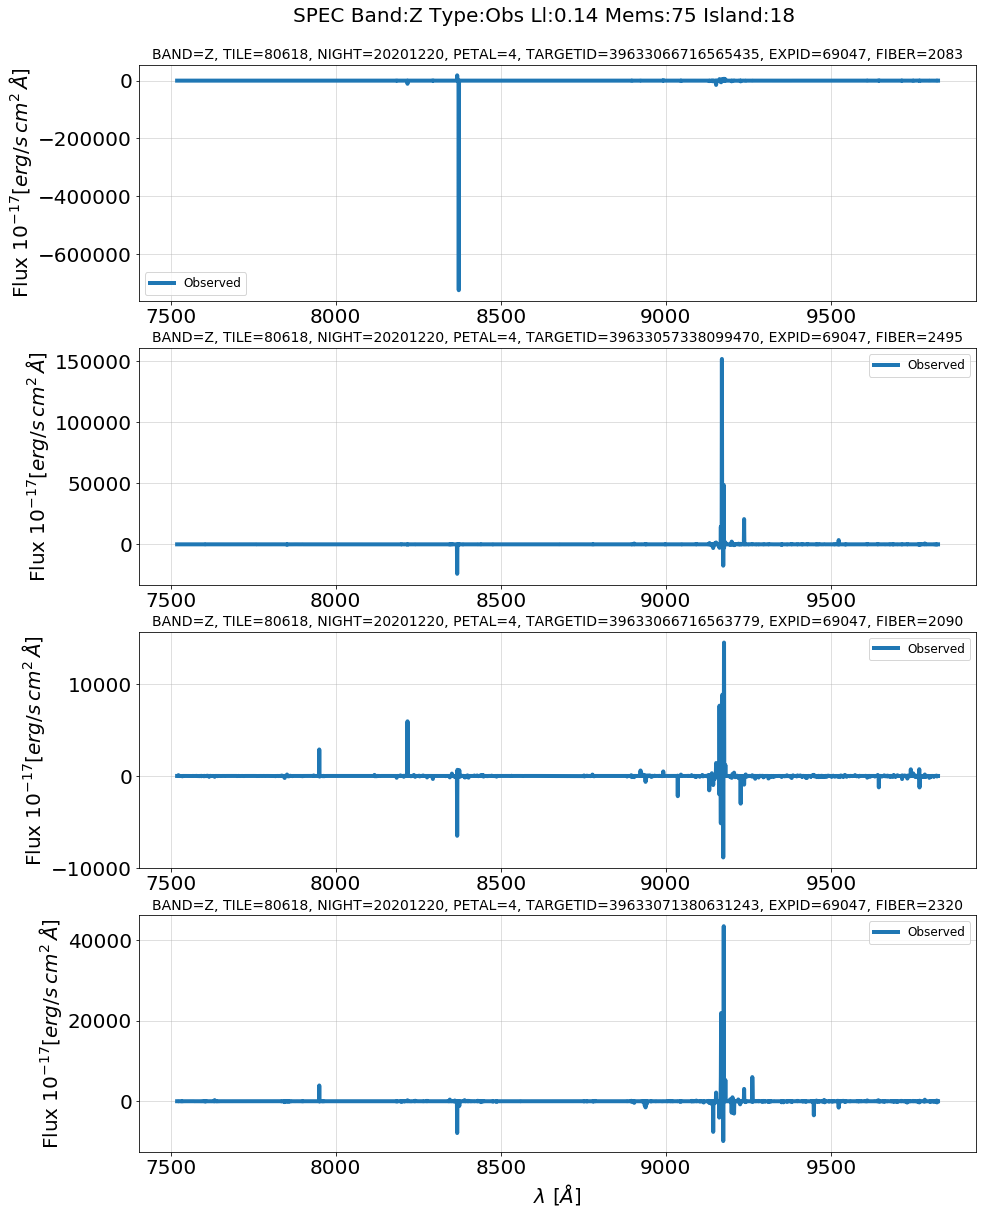 SPEC Band:Z Type:Obs Ll:0.14 Mems:75 Island:18
BAND=Z, TILE=80618, NIGHT=20201220, PETAL=4, TARGETID=39633066716565435, EXPID=69047, FIBER=2083
Flux 10^{-17}[erg/s cm^2 Å]
0
−200000
−400000
−600000
Observed
7500 8000 8500 9000 9500
BAND=Z, TILE=80618, NIGHT=20201220, PETAL=4, TARGETID=39633057338099470, EXPID=69047, FIBER=2495
Flux 10^{-17}[erg/s cm^2 Å]
150000
100000
50000
0
Observed
7500 8000 8500 9000 9500
BAND=Z, TILE=80618, NIGHT=20201220, PETAL=4, TARGETID=39633066716563779, EXPID=69047, FIBER=2090
Flux 10^{-17}[erg/s cm^2 Å]
10000
0
−10000
Observed
7500 8000 8500 9000 9500
BAND=Z, TILE=80618, NIGHT=20201220, PETAL=4, TARGETID=39633071380631243, EXPID=69047, FIBER=2320
Flux 10^{-17}[erg/s cm^2 Å]
40000
20000
0
Observed
7500 8000 8500 9000 9500
λ [Å]